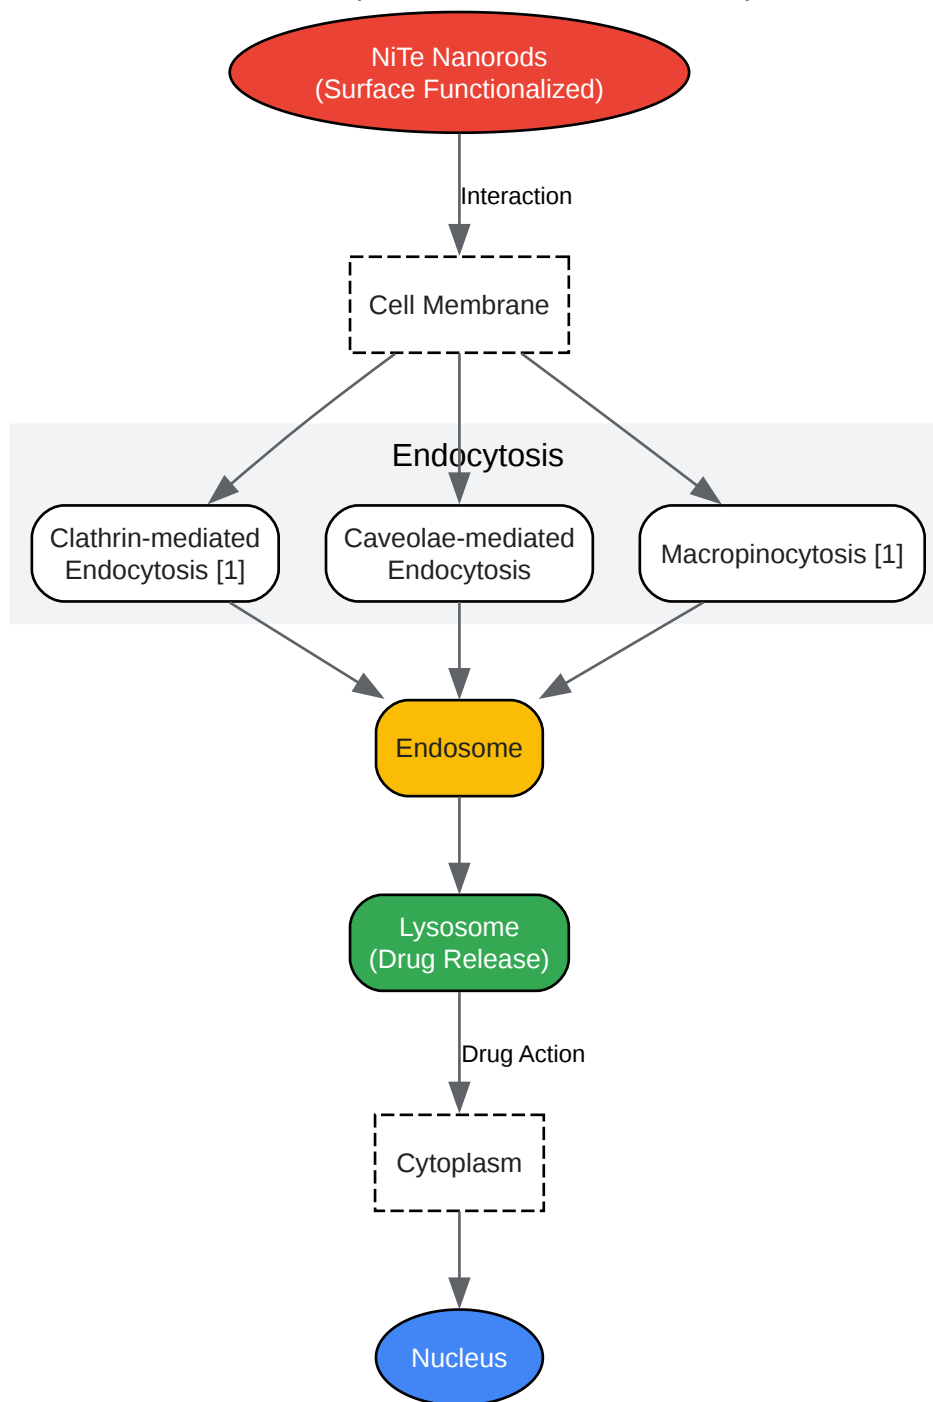 NiTe Nanorods
(Surface Functionalized)
Interaction
Cell Membrane
Endocytosis
Clathrin-mediated
Endocytosis [1]
Caveolae-mediated
Endocytosis
Macropinocytosis [1]
Endosome
Lysosome
(Drug Release)
Drug Action
Cytoplasm
Nucleus